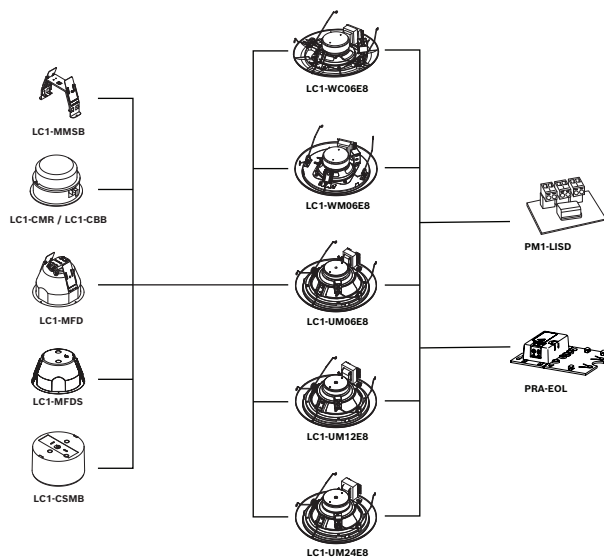 LC1-MMSB
LC1-CMR / LC1-CBB
LC1-MFD
LC1-MFDS
LC1-CSMB
LC1-WC06E8
LC1-WM06E8
LC1-UM06E8
LC1-UM12E8
LC1-UM24E8
PM1-LISD
PRA-EOL